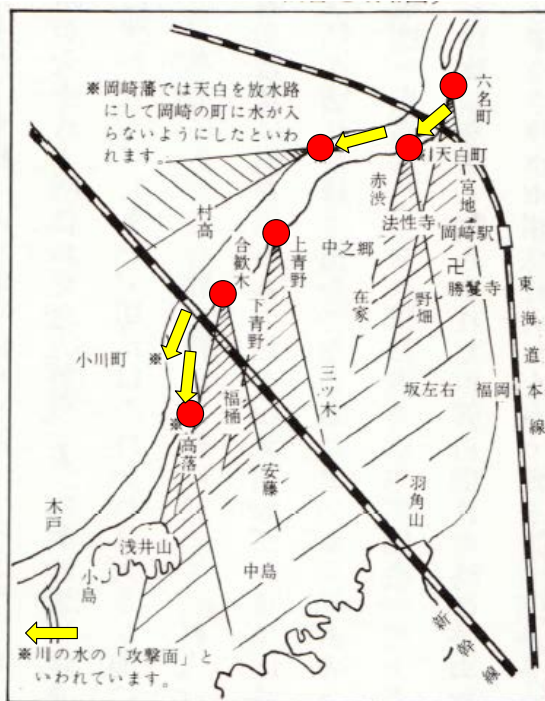 ※岡崎藩では天白を放水路
にして岡崎の町に水が入
らないようにしたといわ
れます。
六名町
※天白町
宮地
赤渋
法性寺
岡崎駅
卍
勝鬘寺
東海道本線
村高
合歓木
上青野
中之郷
下青野
在家
野畑
小川町
※
三ツ木
坂左右
福岡
福桶
※高落
安藤
羽角山
木戸
浅井山
小島
中島
新幹線
※川の水の「攻撃面」と
いわれています。